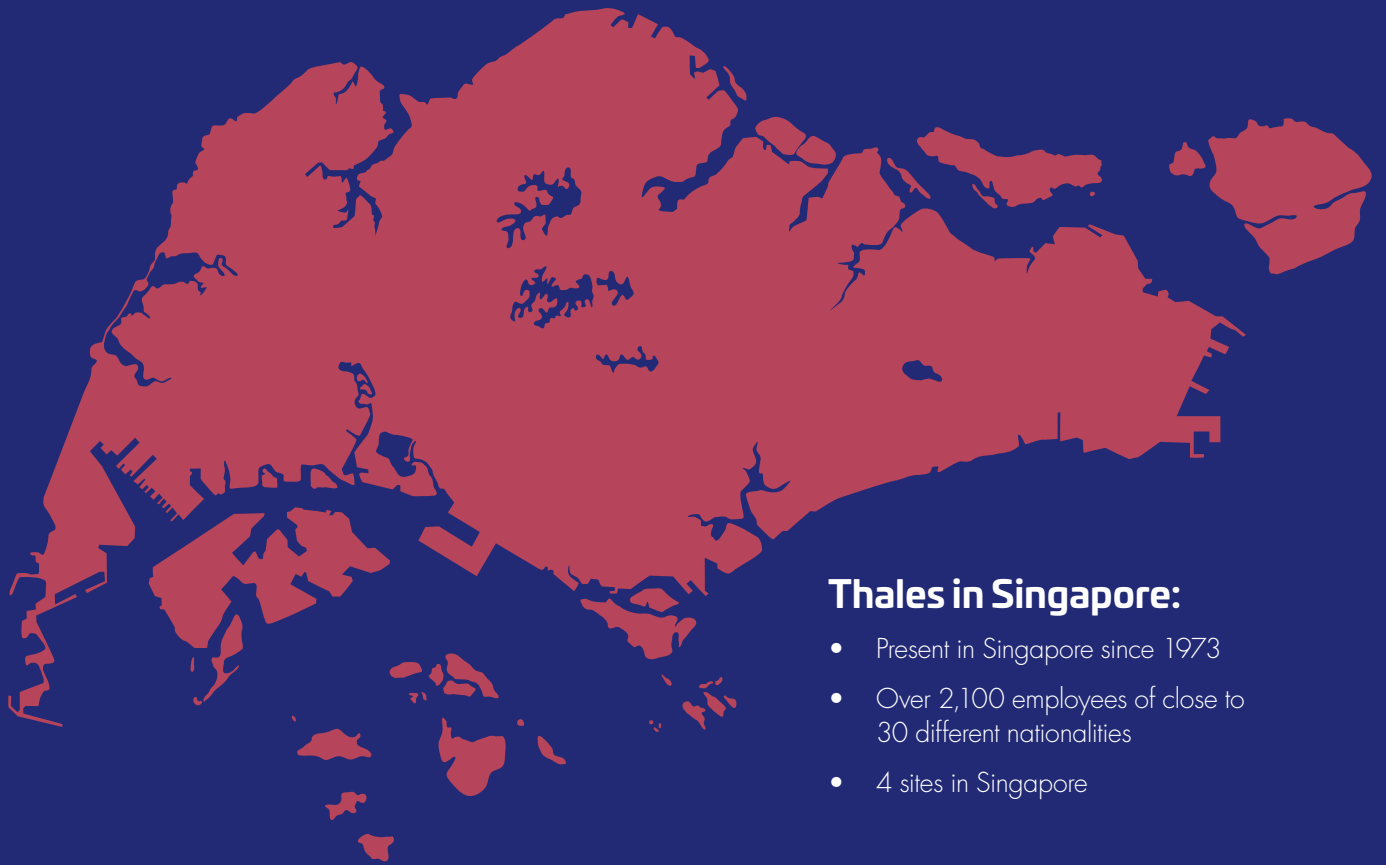 Thales in Singapore:
• Present in Singapore since 1973
• Over 2,100 employees of close to
30 different nationalities
• 4 sites in Singapore